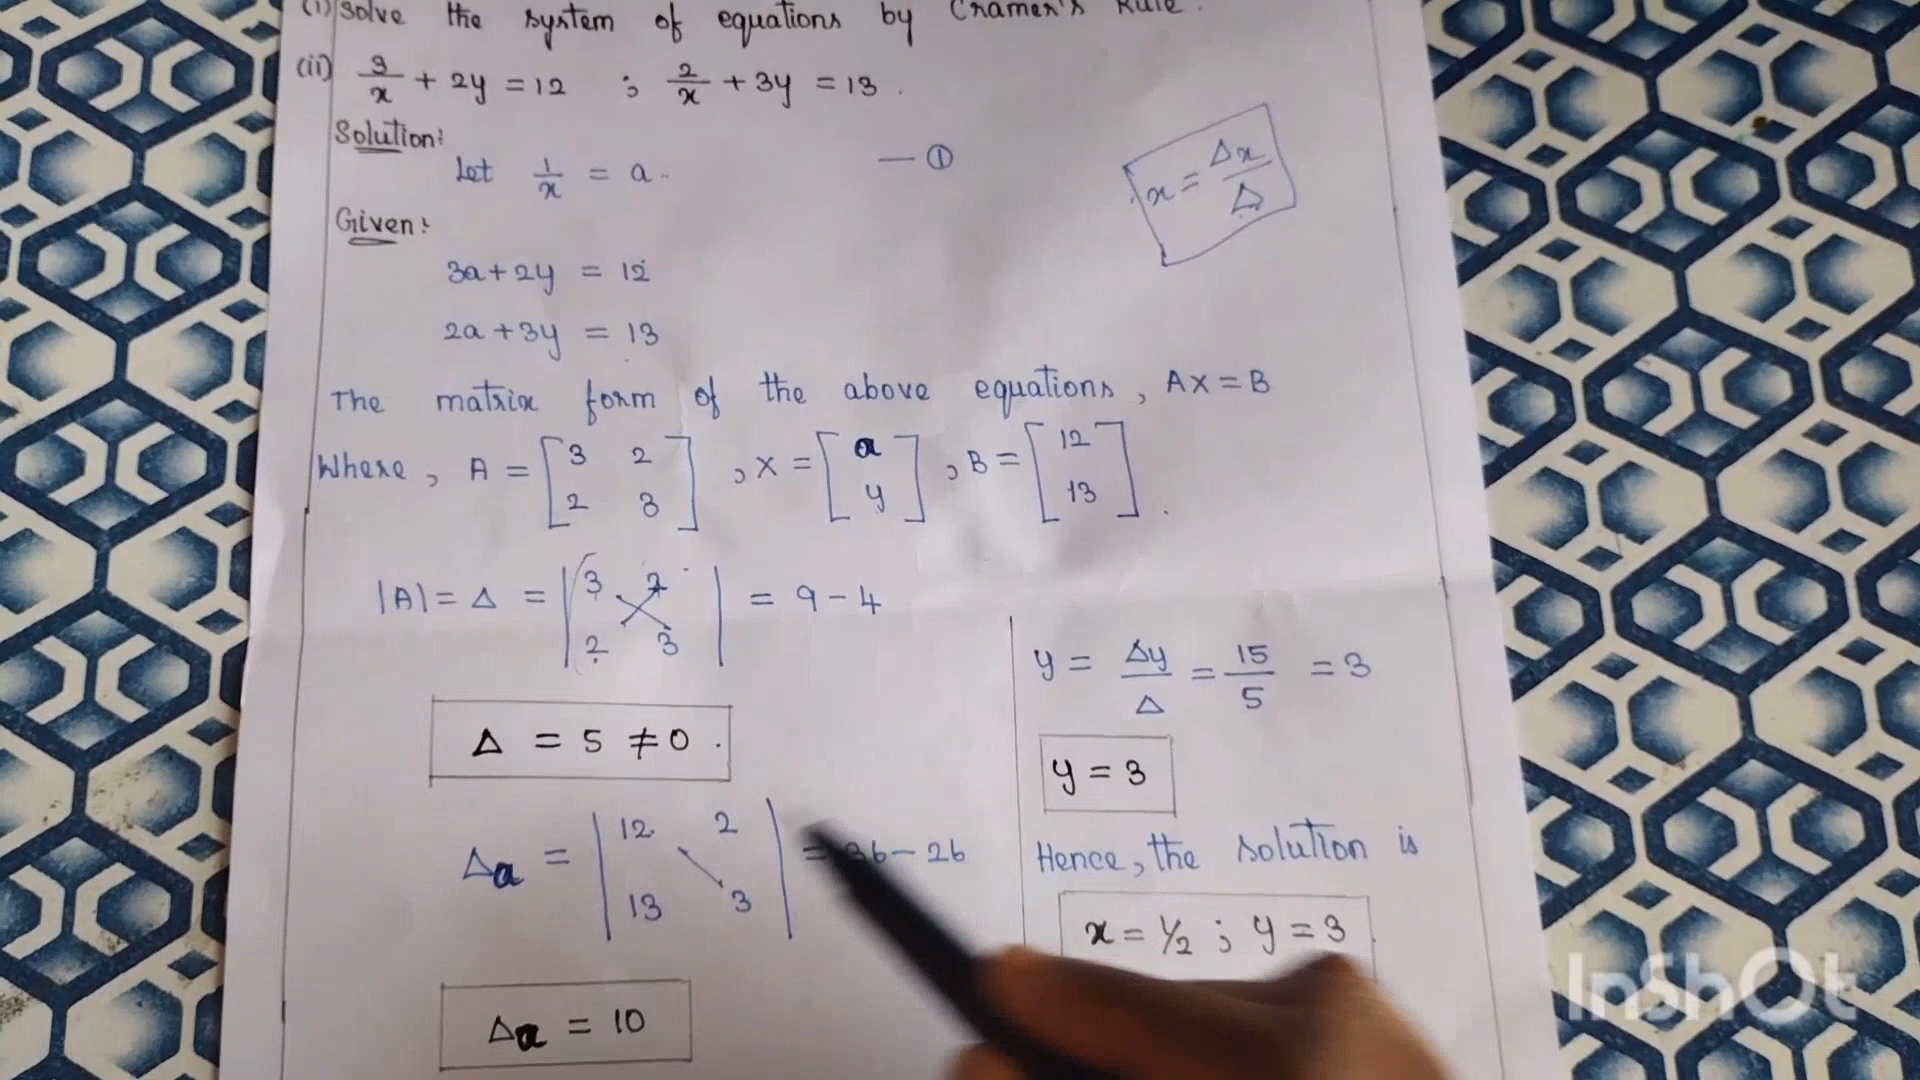 (i) Solve the system of equations by Cramer's Rule.
(ii) 3/x + 2y = 12 ; 2/x + 3y = 13.
Solution:
Let 1/x = a. — ①
x = Δx/Δ
Given:
3a + 2y = 12
2a + 3y = 13
The matrix form of the above equations, AX = B
Where, A = [3 2; 2 3], X = [a; y], B = [12; 13].
|A| = Δ = |3 2; 2 3| = 9 - 4
Δ = 5 ≠ 0.
Δa = |12 2; 13 3| = 36 - 26
Δa = 10
y = Δy/Δ = 15/5 = 3
y = 3
Hence, the solution is
x = 1/2 ; y = 3
InShOt